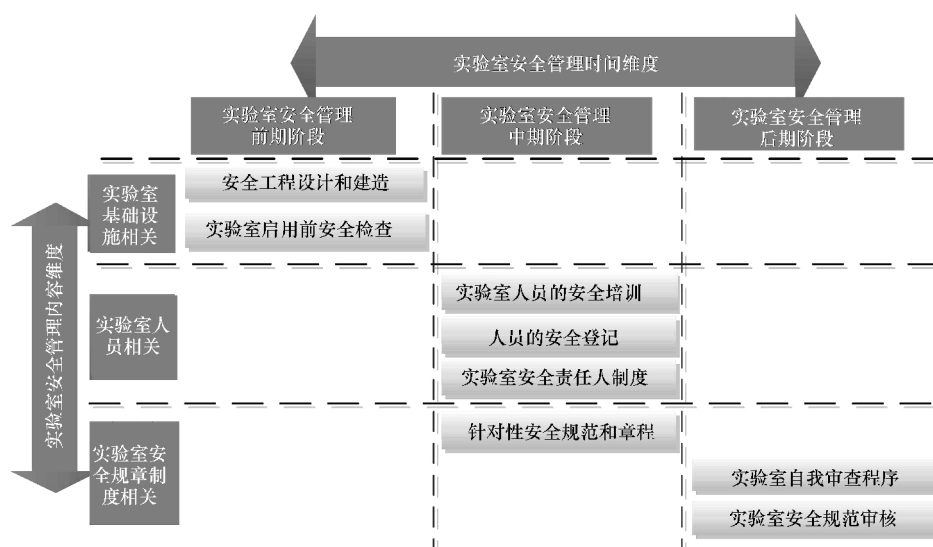 实验室安全管理时间维度
实验室安全管理
前期阶段
实验室安全管理
中期阶段
实验室安全管理
后期阶段
实验室安全管理内容维度
实验室
基础设
施相关
安全工程设计和建造
实验室启用前安全检查
实验室人
员相关
实验室人员的安全培训
人员的安全登记
实验室安全责任人制度
实验室安
全规章制
度相关
针对性安全规范和章程
实验室自我审查程序
实验室安全规范审核